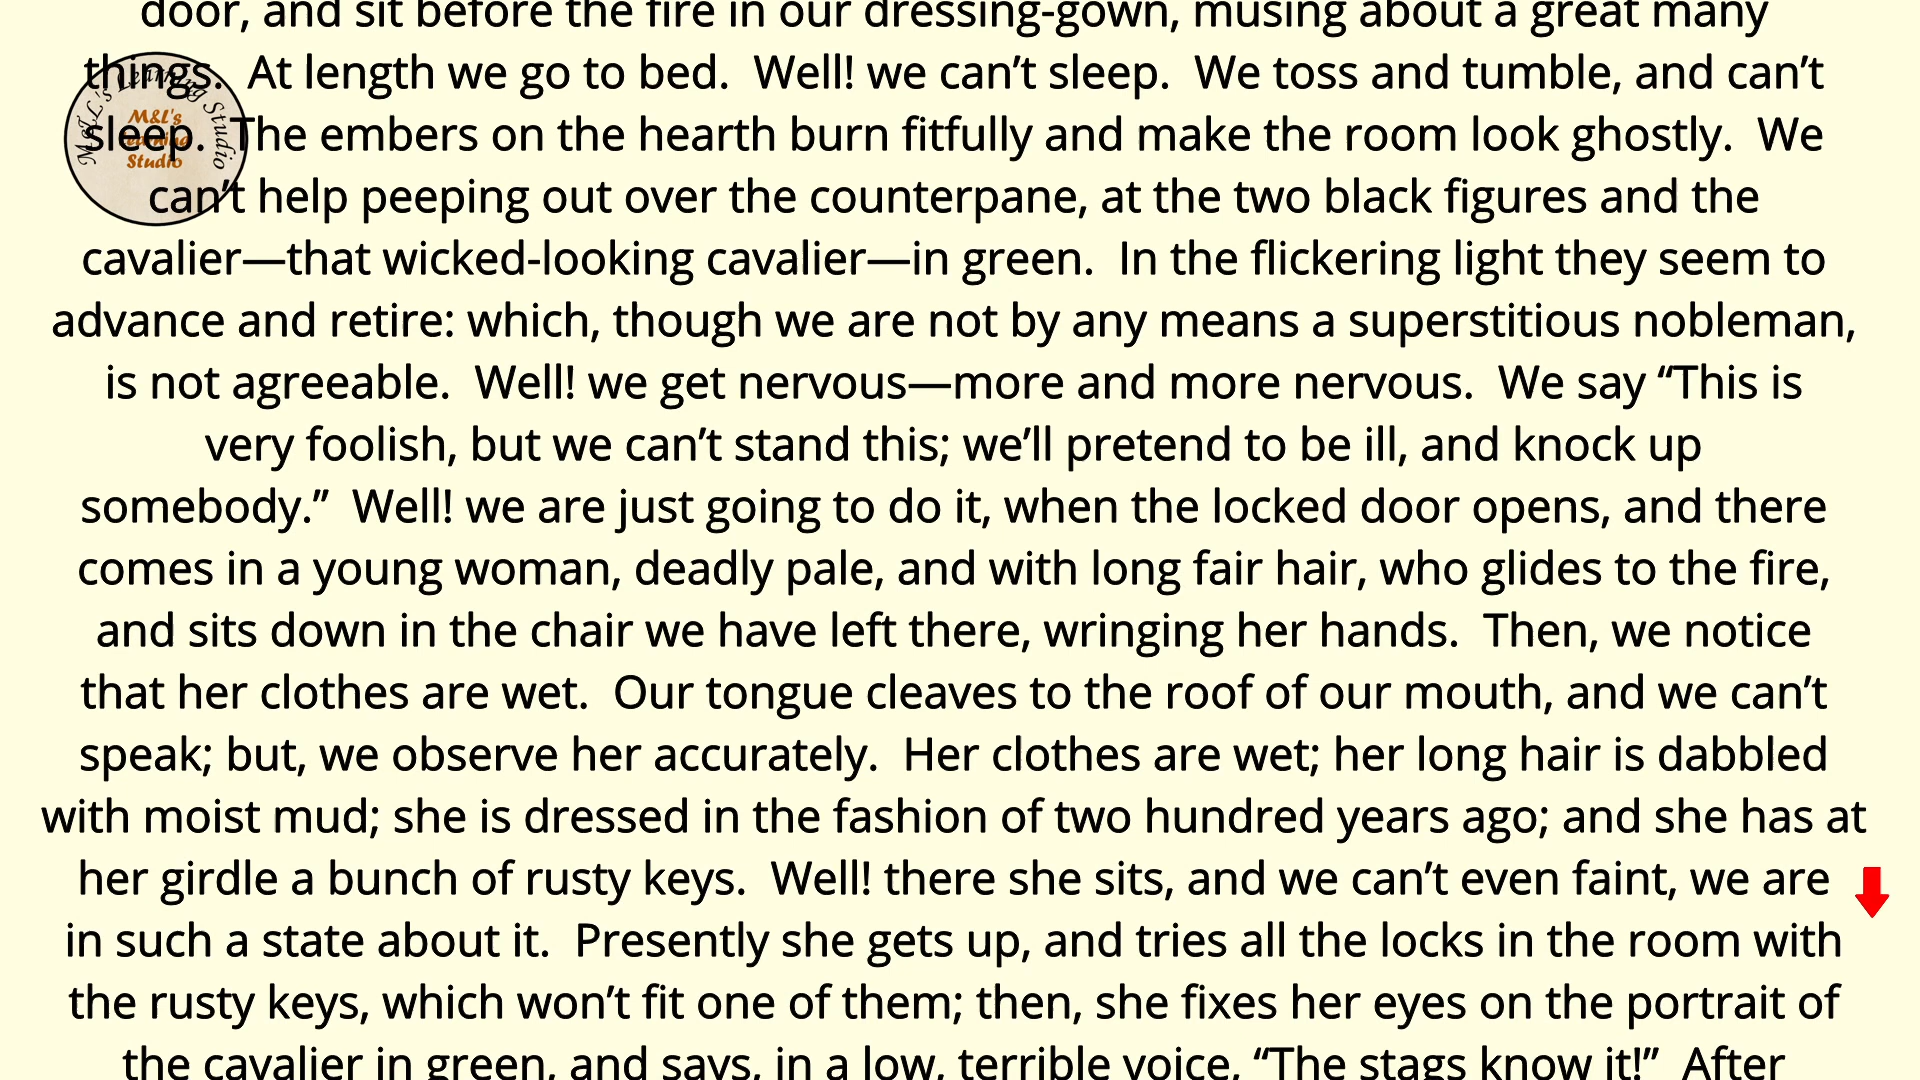 door, and sit before the fire in our dressing-gown, musing about a great many
things.  At length we go to bed.  Well! we can’t sleep.  We toss and tumble, and can’t
sleep.  The embers on the hearth burn fitfully and make the room look ghostly.  We
can’t help peeping out over the counterpane, at the two black figures and the
cavalier—that wicked-looking cavalier—in green.  In the flickering light they seem to
advance and retire: which, though we are not by any means a superstitious nobleman,
is not agreeable.  Well! we get nervous—more and more nervous.  We say “This is
very foolish, but we can’t stand this; we’ll pretend to be ill, and knock up
somebody.”  Well! we are just going to do it, when the locked door opens, and there
comes in a young woman, deadly pale, and with long fair hair, who glides to the fire,
and sits down in the chair we have left there, wringing her hands.  Then, we notice
that her clothes are wet.  Our tongue cleaves to the roof of our mouth, and we can’t
speak; but, we observe her accurately.  Her clothes are wet; her long hair is dabbled
with moist mud; she is dressed in the fashion of two hundred years ago; and she has at
her girdle a bunch of rusty keys.  Well! there she sits, and we can’t even faint, we are
in such a state about it.  Presently she gets up, and tries all the locks in the room with
the rusty keys, which won’t fit one of them; then, she fixes her eyes on the portrait of
the cavalier in green, and says, in a low, terrible voice, “The stags know it!”  After
M&L's Learning Studio
M&L's
Learning
Studio